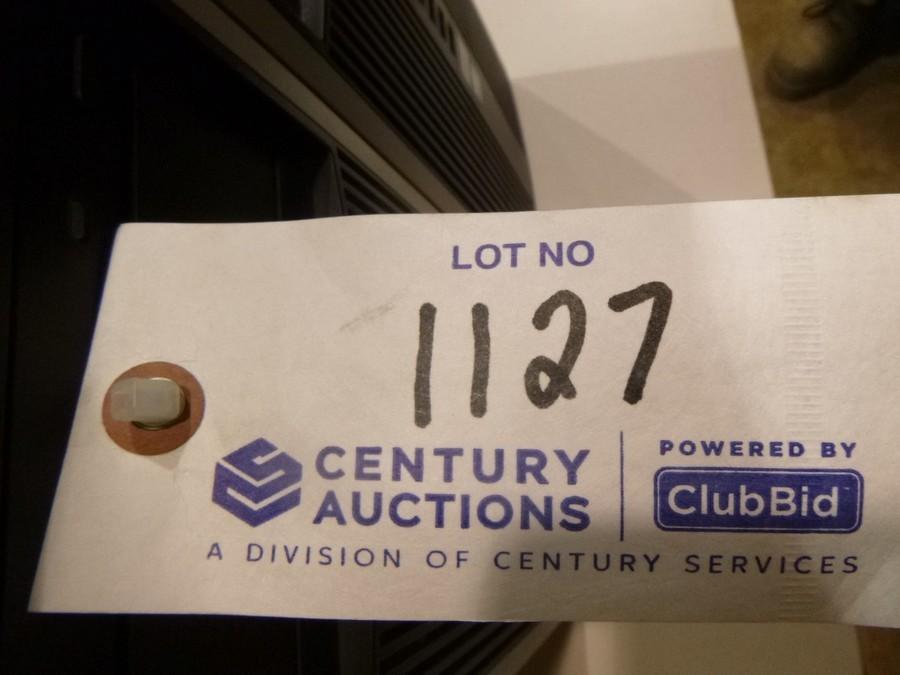 LOT NO
1127
CENTURY
AUCTIONS
POWERED BY
ClubBid
A DIVISION OF CENTURY SERVICES